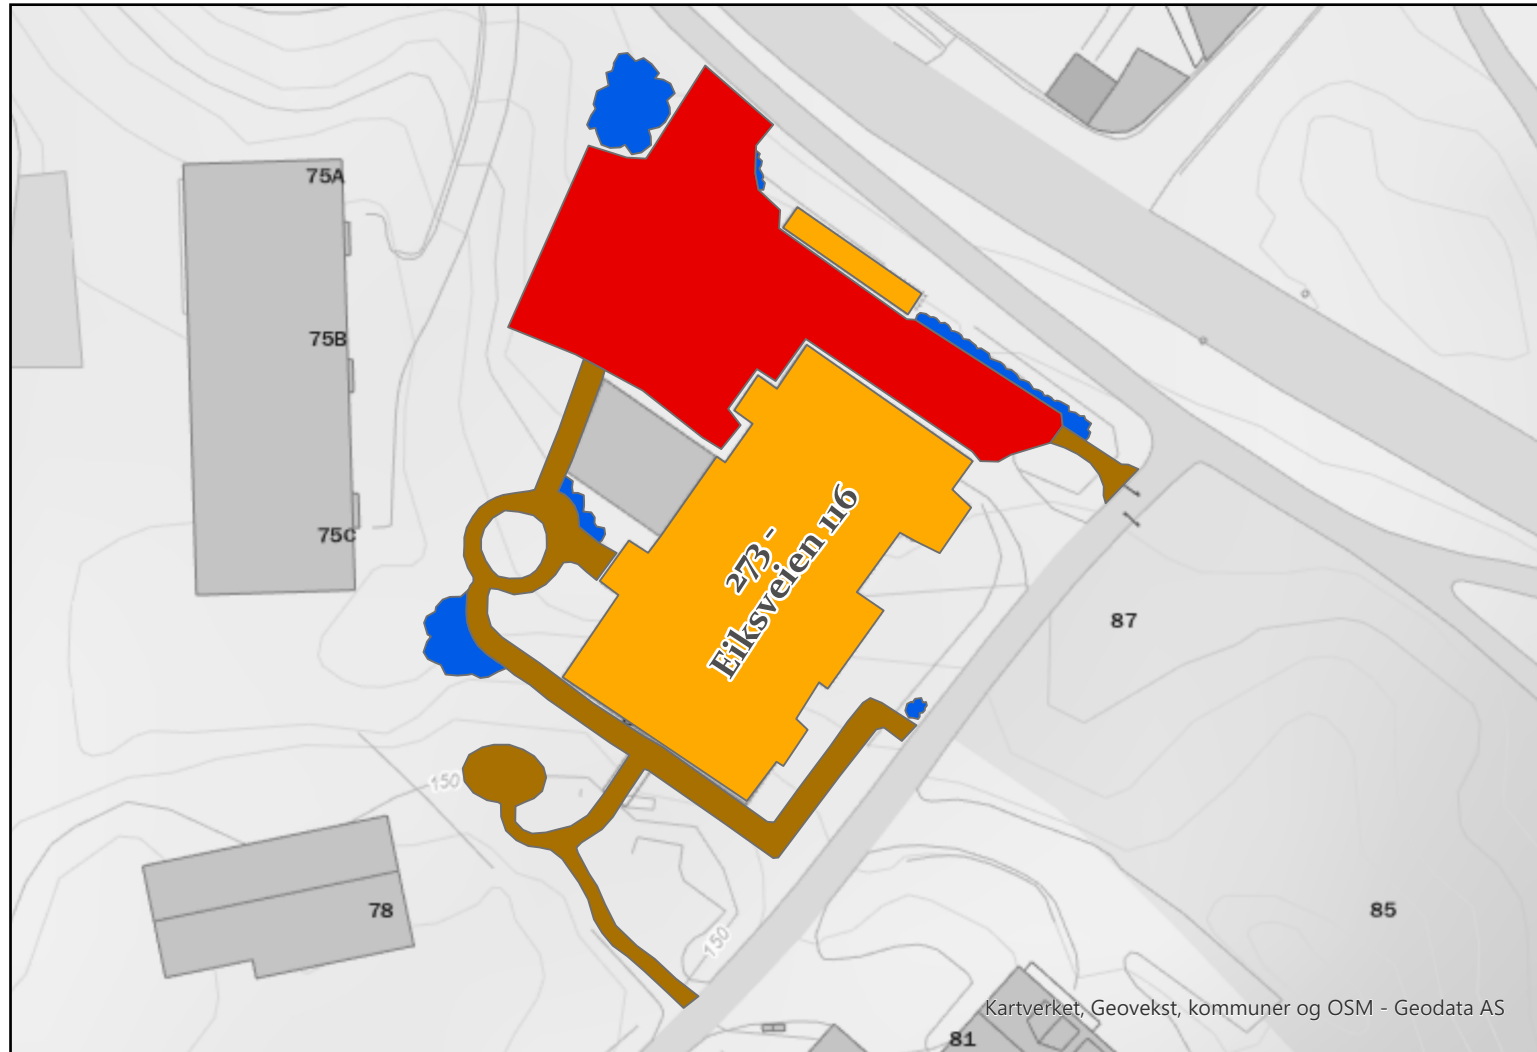 75A
75B
75C
273 -
Eiksveien 116
87
150
78
85
150
Kartverket, Geovekst, kommuner og OSM - Geodata AS
81